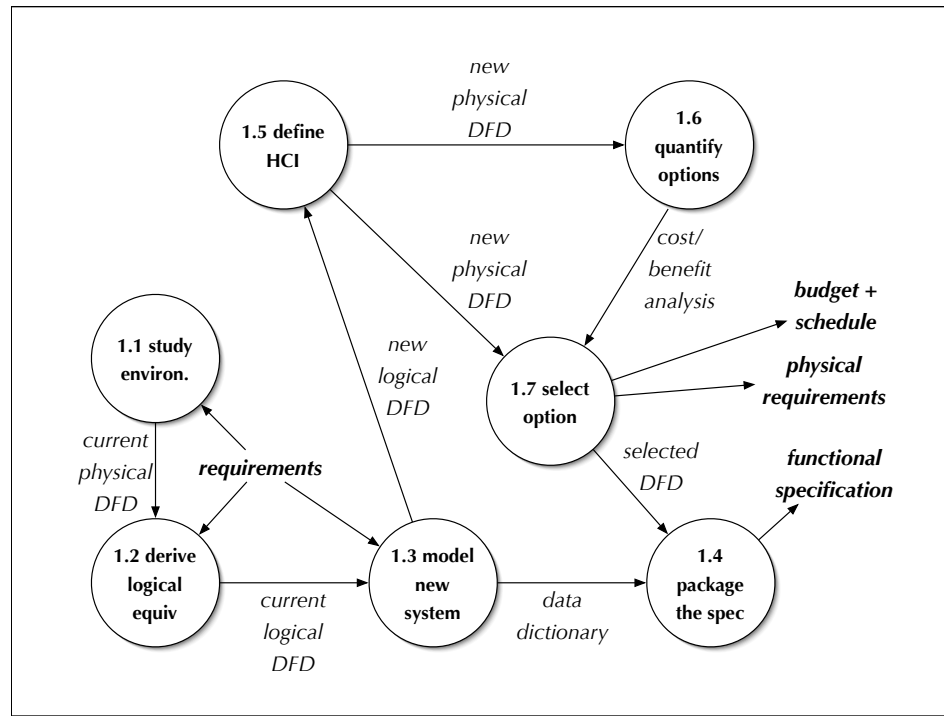 new
physical
DFD
1.5 define
HCI
1.6
quantify
options
new
physical
DFD
cost/
benefit
analysis
budget +
schedule
1.1 study
environ.
new
logical
DFD
1.7 select
option
physical
requirements
current
physical
DFD
requirements
selected
DFD
functional
specification
1.2 derive
logical
equiv
current
logical
DFD
1.3 model
new
system
data
dictionary
1.4
package
the spec